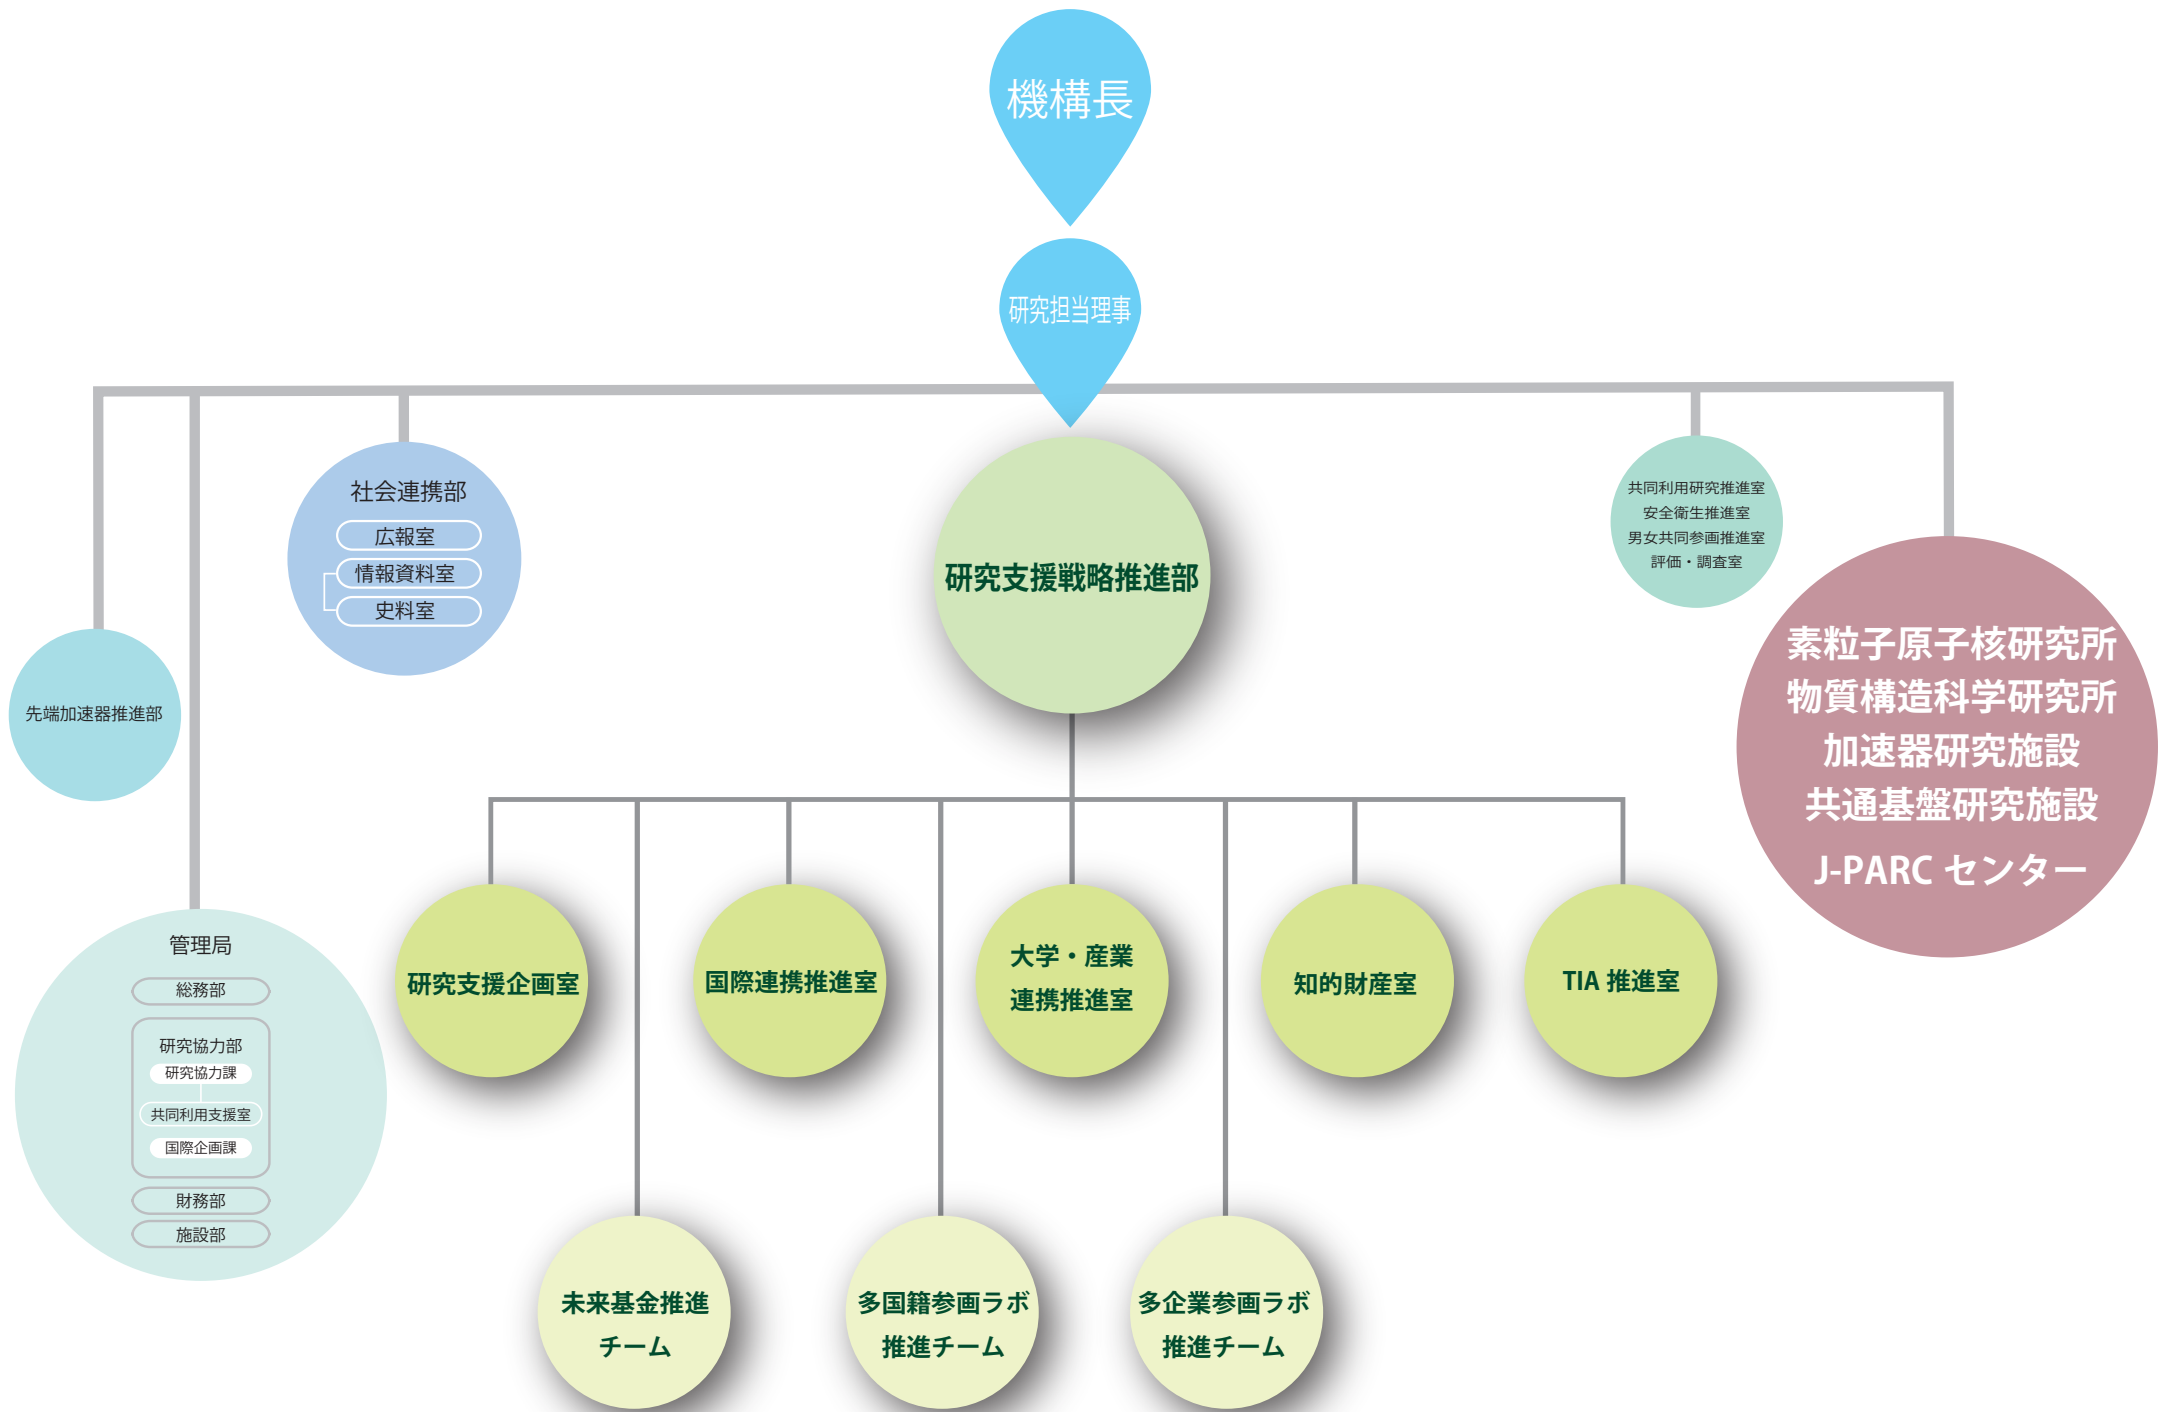 機構長
研究担当理事
社会連携部
広報室
情報資料室
史料室
研究支援戦略推進部
共同利用研究推進室
安全衛生推進室
男女共同参画推進室
評価・調査室
先端加速器推進部
素粒子原子核研究所
物質構造科学研究所
加速器研究施設
共通基盤研究施設
J-PARC センター
管理局
総務部
研究協力部
研究協力課
共同利用支援室
国際企画課
財務部
施設部
研究支援企画室
国際連携推進室
大学・産業
連携推進室
知的財産室
TIA 推進室
未来基金推進
チーム
多国籍参画ラボ
推進チーム
多企業参画ラボ
推進チーム